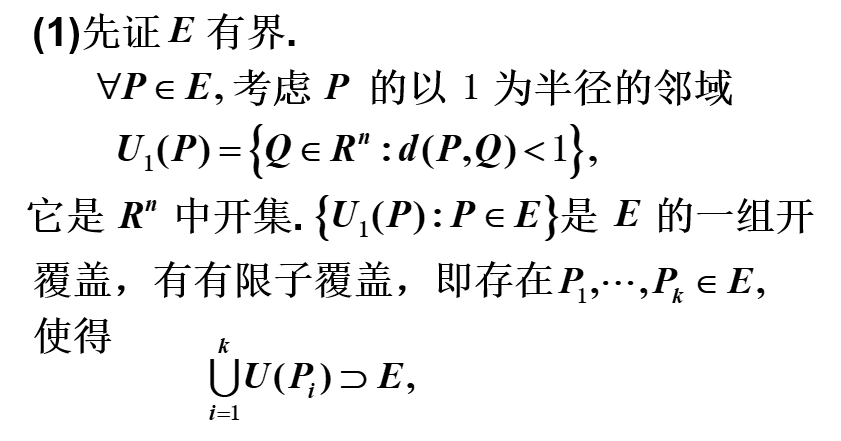 (1)先证 E 有界.
∀P ∈ E, 考虑 P 的以 1 为半径的邻域
U₁(P) = {Q ∈ Rⁿ : d(P,Q) < 1},
它是 Rⁿ 中开集. {U₁(P) : P ∈ E}是 E 的一组开
覆盖，有有限子覆盖，即存在 P₁,⋯,Pₖ ∈ E,
使得
⋃ᵢ₌₁ᵏ U(Pᵢ) ⊃ E,